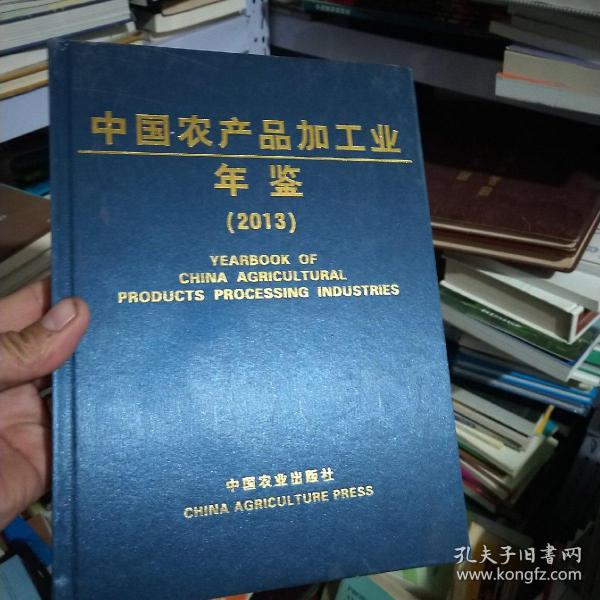 中国农产品加工业
年鉴
(2013)
YEARBOOK OF
CHINA AGRICULTURAL
PRODUCTS PROCESSING INDUSTRIES
中国农业出版社
CHINA AGRICULTURE PRESS
孔夫子旧书网
www.kongfz.com